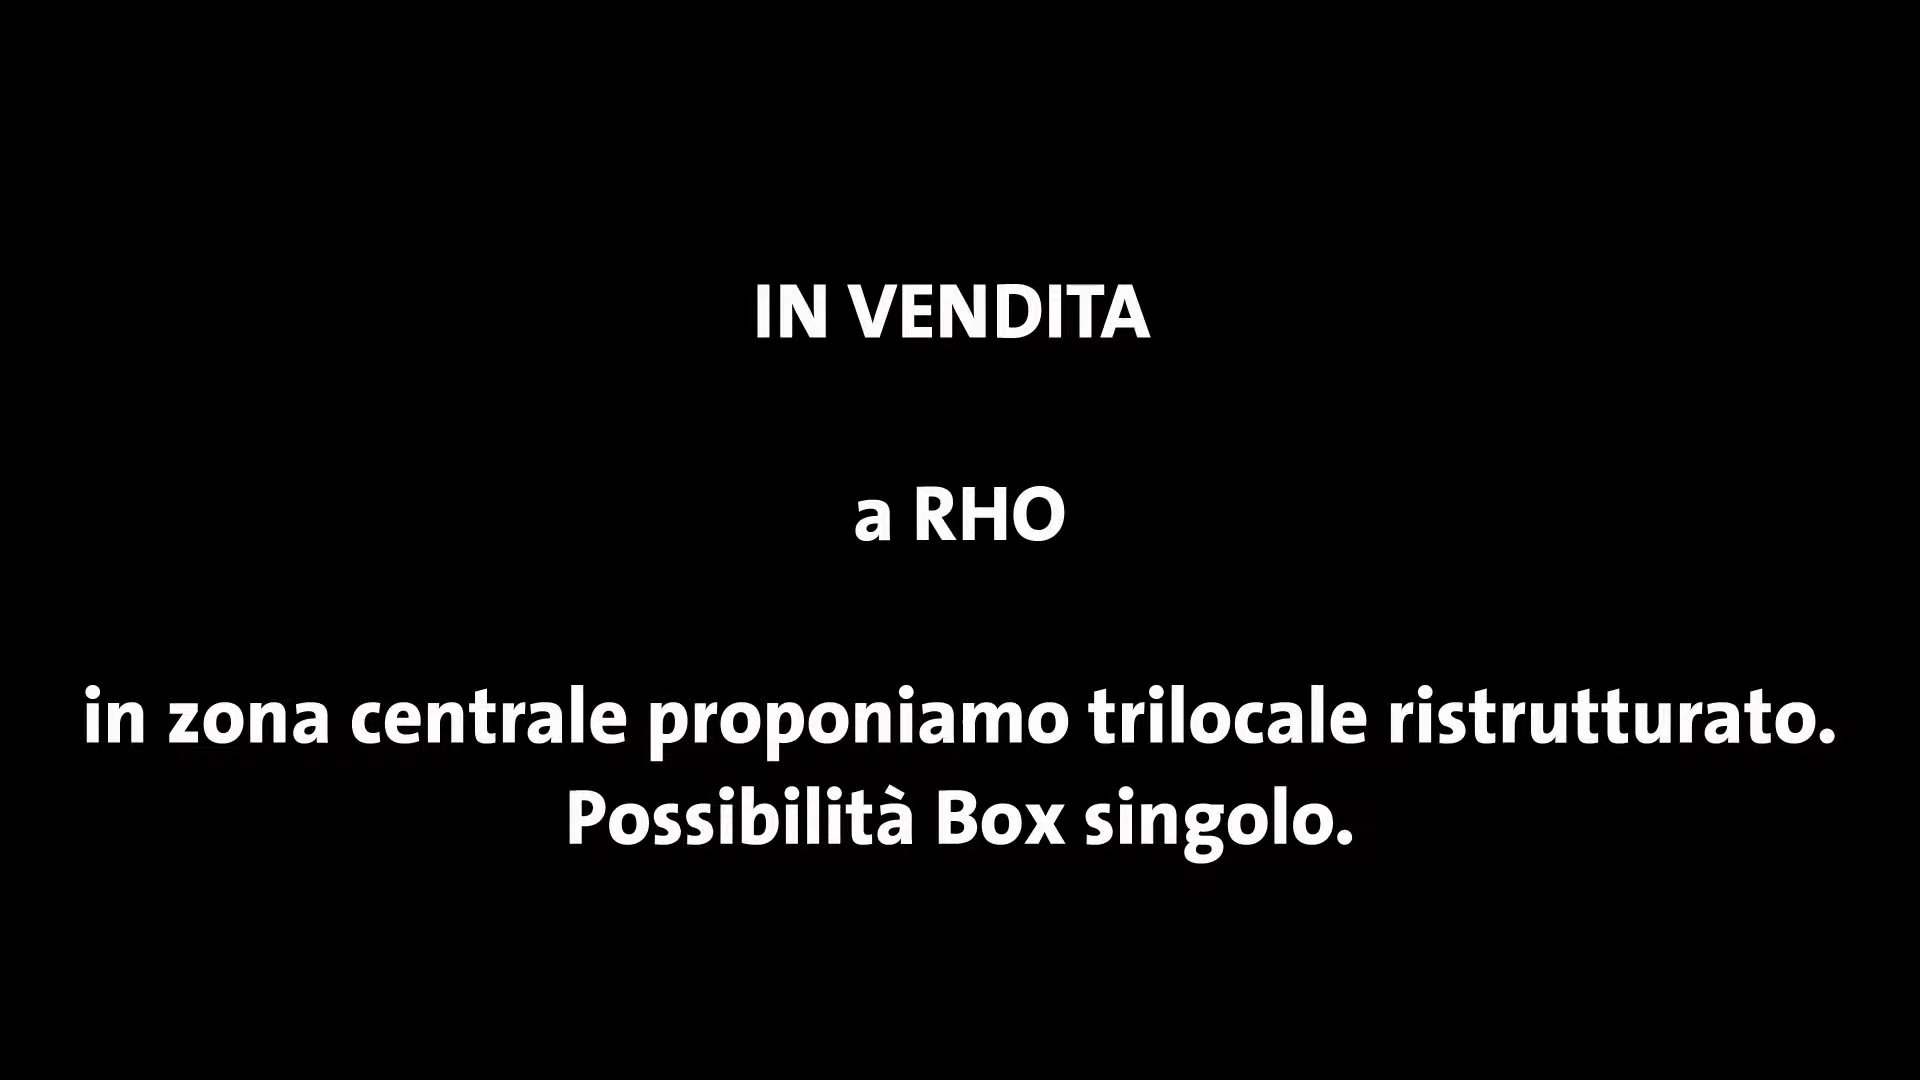 IN VENDITA
a RHO
in zona centrale proponiamo trilocale ristrutturato.
Possibilità Box singolo.